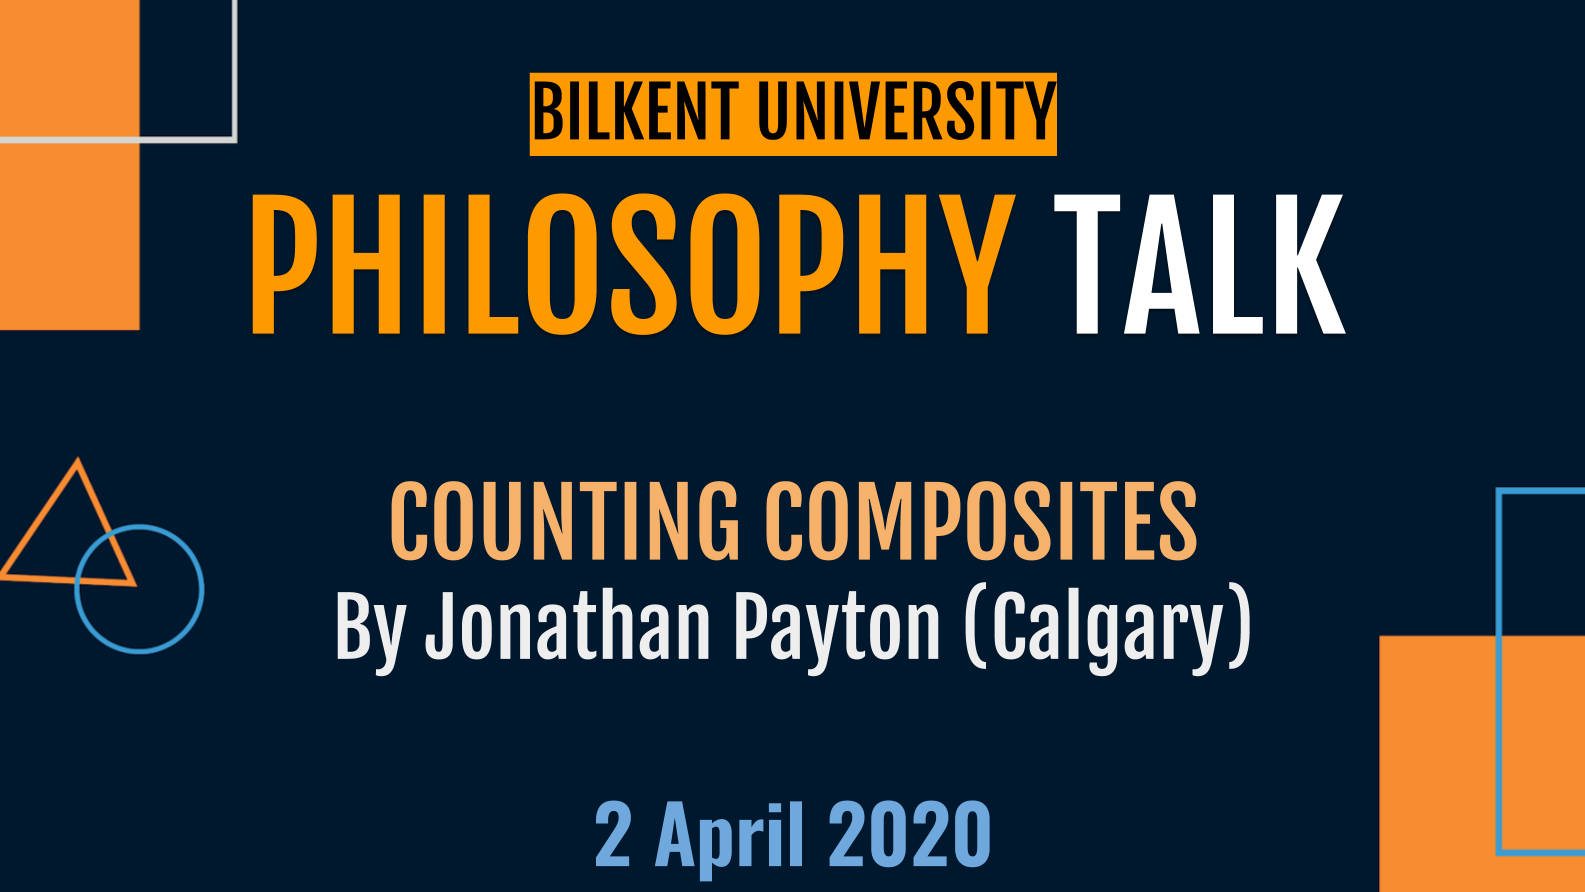 BILKENT UNIVERSITY
PHILOSOPHY TALK
COUNTING COMPOSITES
By Jonathan Payton (Calgary)
2 April 2020